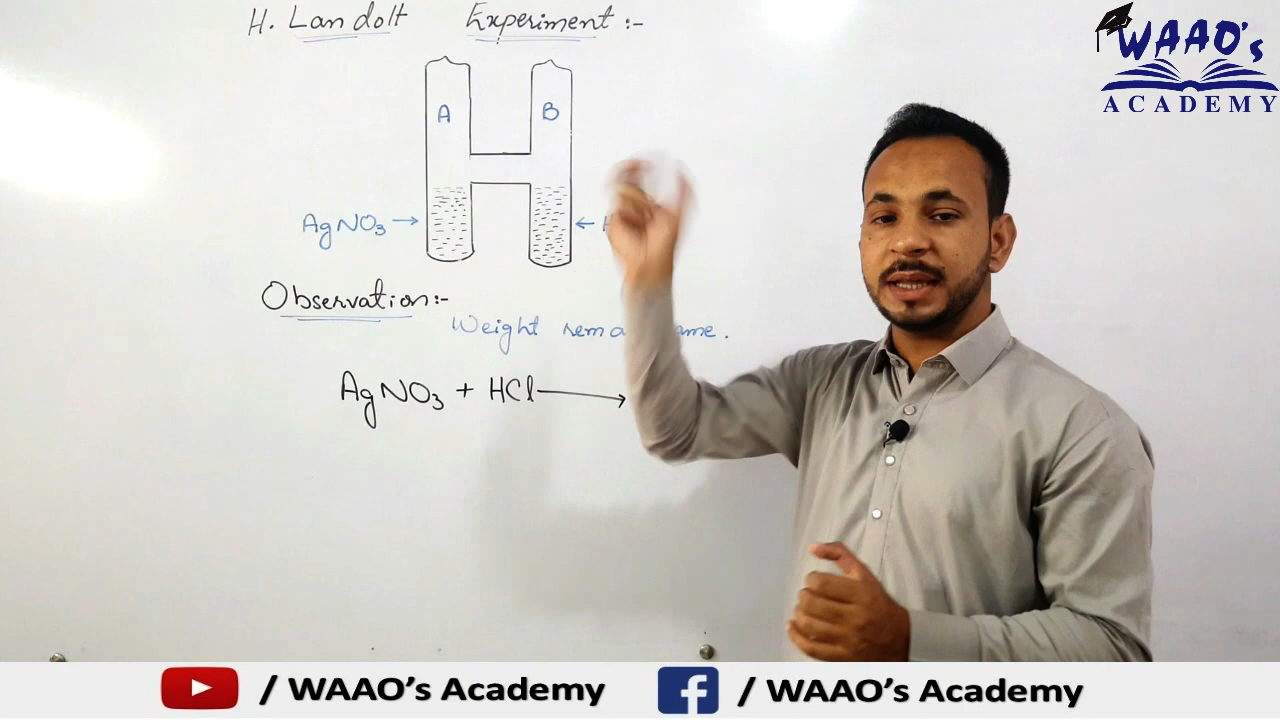 H. Landolt Experiment :-
WAAO's
ACADEMY
A B
AgNO₃ →
←
Observation:-
Weight
AgNO₃ + HCl ⟶
/ WAAO's Academy / WAAO's Academy